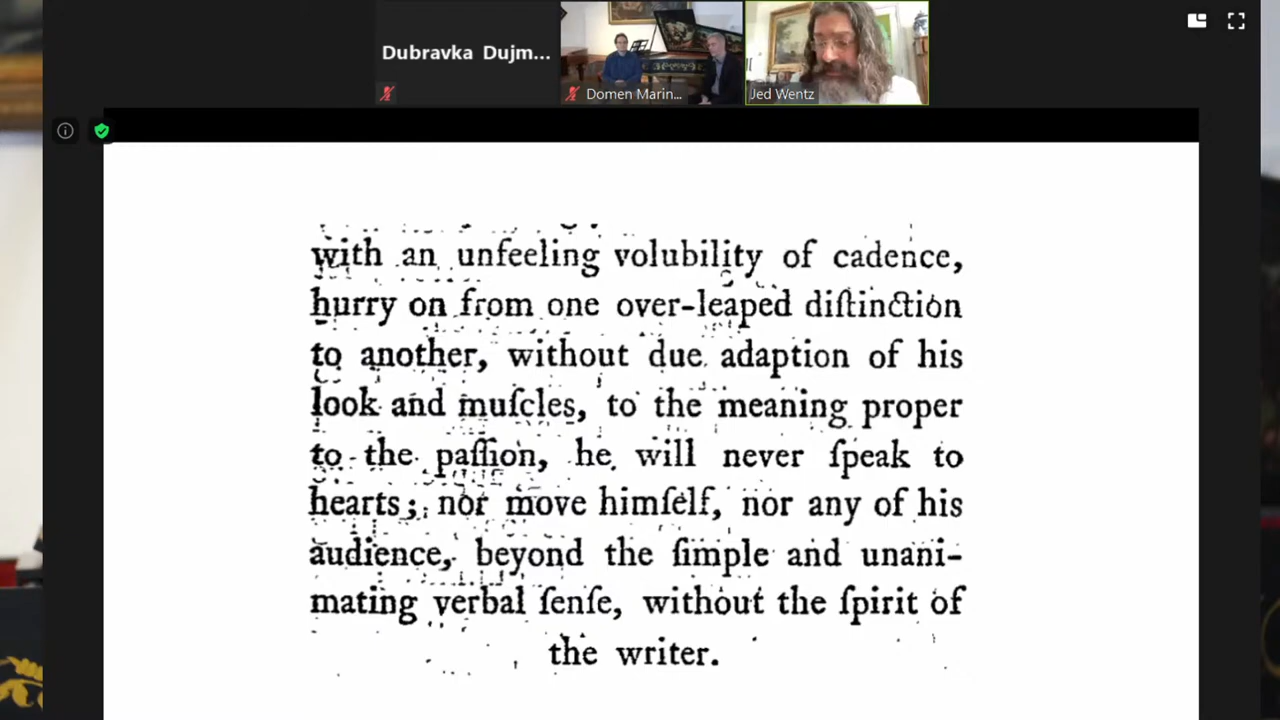 Dubravka Dujm...
Domen Marin...
Jed Wentz
with an unfeeling volubility of cadence,
hurry on from one over-leaped diſtinction
to another, without due adaption of his
look and muſcles, to the meaning proper
to the paſſion, he will never ſpeak to
hearts; nor move himſelf, nor any of his
audience, beyond the ſimple and unani-
mating verbal ſenſe, without the ſpirit of
the writer.